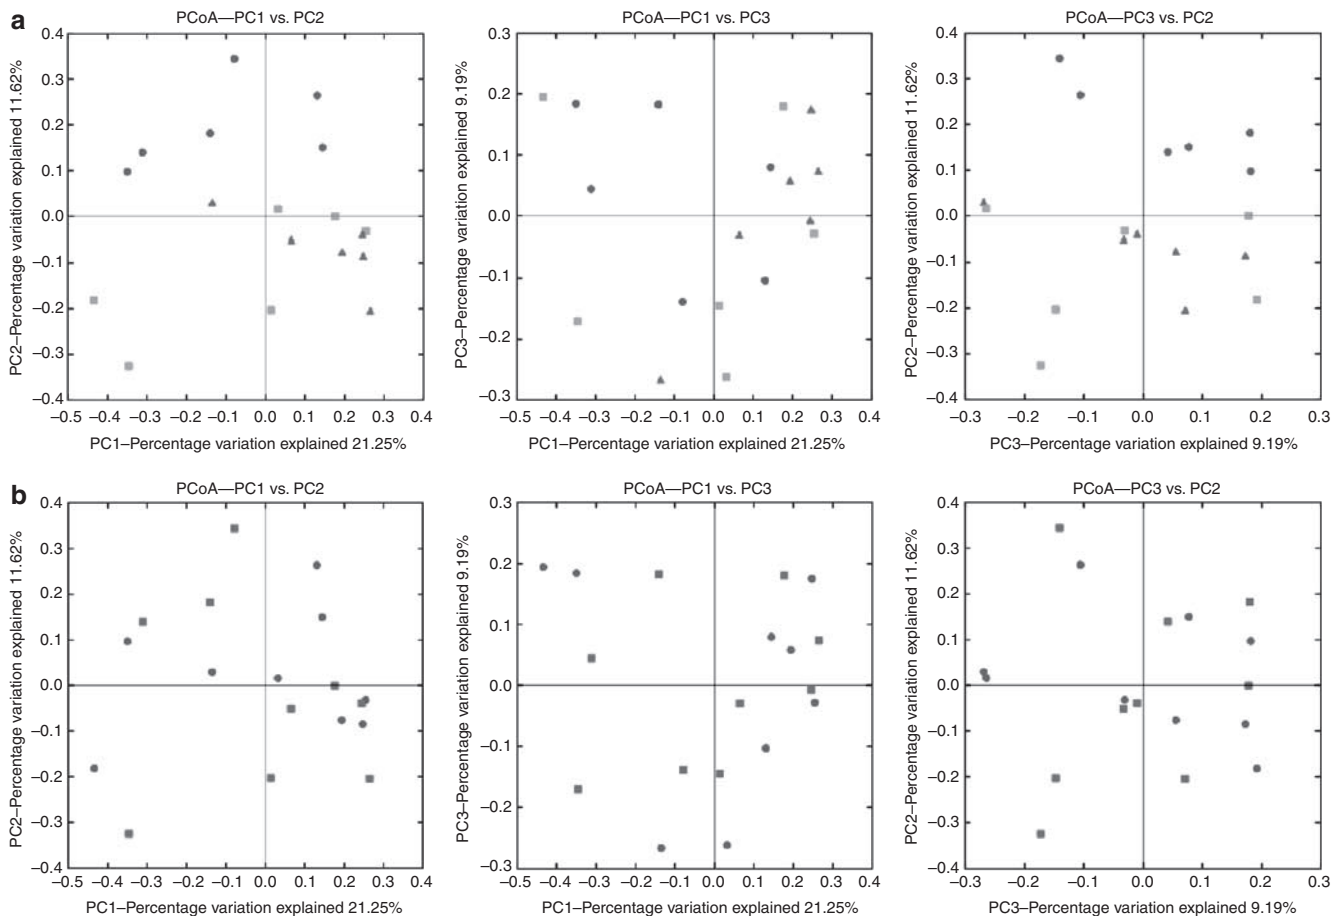 a
PCoA—PC1 vs. PC2
0.4
0.3
0.2
0.1
0.0
−0.1
−0.2
−0.3
−0.4
PC2–Percentage variation explained 11.62%
−0.5 −0.4 −0.3 −0.2 −0.1 0.0 0.1 0.2 0.3 0.4
PC1–Percentage variation explained 21.25%
PCoA—PC1 vs. PC3
0.3
0.2
0.1
0.0
−0.1
−0.2
−0.3
PC3–Percentage variation explained 9.19%
−0.5 −0.4 −0.3 −0.2 −0.1 0.0 0.1 0.2 0.3 0.4
PC1–Percentage variation explained 21.25%
PCoA—PC3 vs. PC2
0.4
0.3
0.2
0.1
0.0
−0.1
−0.2
−0.3
−0.4
PC2–Percentage variation explained 11.62%
−0.3 −0.2 −0.1 0.0 0.1 0.2 0.3
PC3–Percentage variation explained 9.19%
b
PCoA—PC1 vs. PC2
0.4
0.3
0.2
0.1
0.0
−0.1
−0.2
−0.3
−0.4
PC2–Percentage variation explained 11.62%
−0.5 −0.4 −0.3 −0.2 −0.1 0.0 0.1 0.2 0.3 0.4
PC1–Percentage variation explained 21.25%
PCoA—PC1 vs. PC3
0.3
0.2
0.1
0.0
−0.1
−0.2
−0.3
PC3–Percentage variation explained 9.19%
−0.5 −0.4 −0.3 −0.2 −0.1 0.0 0.1 0.2 0.3 0.4
PC1–Percentage variation explained 21.25%
PCoA—PC3 vs. PC2
0.4
0.3
0.2
0.1
0.0
−0.1
−0.2
−0.3
−0.4
PC2–Percentage variation explained 11.62%
−0.3 −0.2 −0.1 0.0 0.1 0.2 0.3
PC3–Percentage variation explained 9.19%